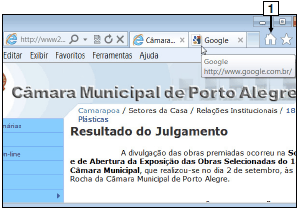 1
http://www2...
Câmara...
Google
Editar Exibir Favoritos Ferramentas Ajuda
Google
http://www.google.com.br/
Câmara Municipal de Porto Alegre
Camarapoa / Setores da Casa / Relações Institucionais / 18
Plásticas
Resultado do Julgamento
A divulgação das obras premiadas ocorreu na
e de Abertura da Exposição das Obras Selecionadas do 1
Câmara Municipal, que realizou-se no dia 2 de setembro, às
Rocha da Câmara Municipal de Porto Alegre.